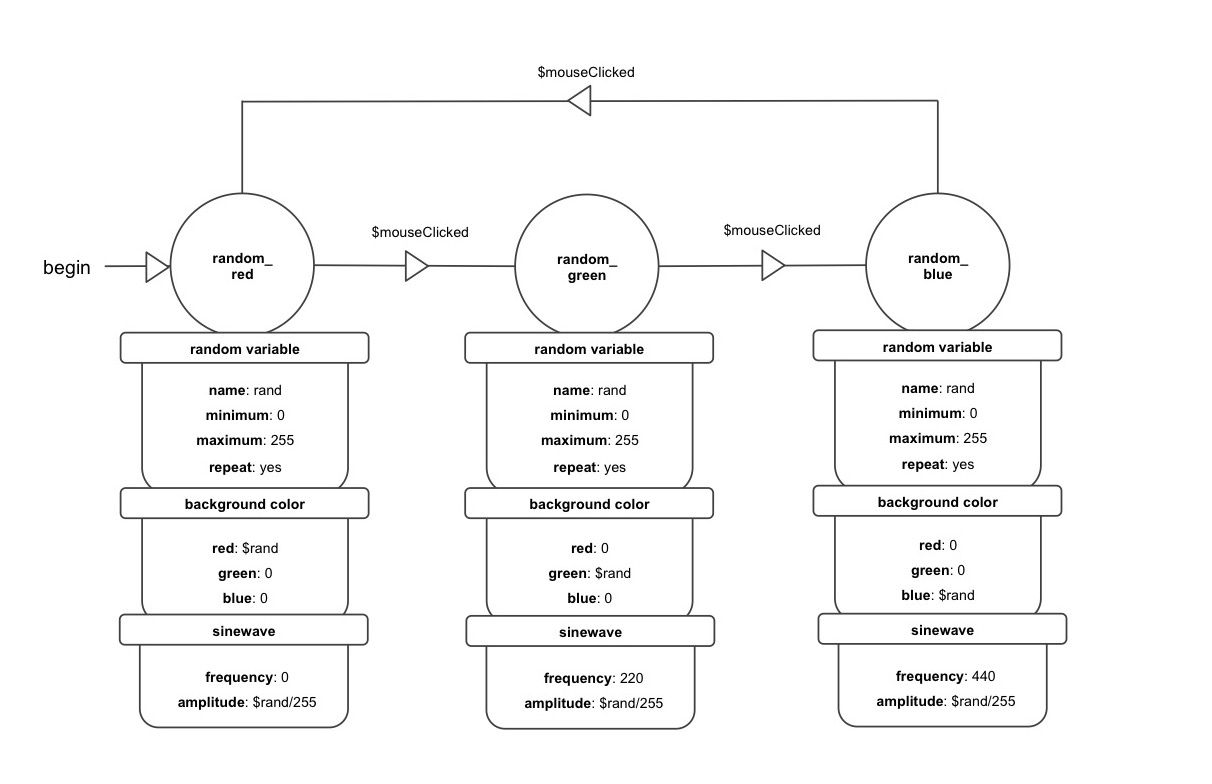 $mouseClicked
begin
random_
red
$mouseClicked
random_
green
$mouseClicked
random_
blue
random variable
name: rand
minimum: 0
maximum: 255
repeat: yes
background color
red: $rand
green: 0
blue: 0
sinewave
frequency: 0
amplitude: $rand/255
random variable
name: rand
minimum: 0
maximum: 255
repeat: yes
background color
red: 0
green: $rand
blue: 0
sinewave
frequency: 220
amplitude: $rand/255
random variable
name: rand
minimum: 0
maximum: 255
repeat: yes
background color
red: 0
green: 0
blue: $rand
sinewave
frequency: 440
amplitude: $rand/255